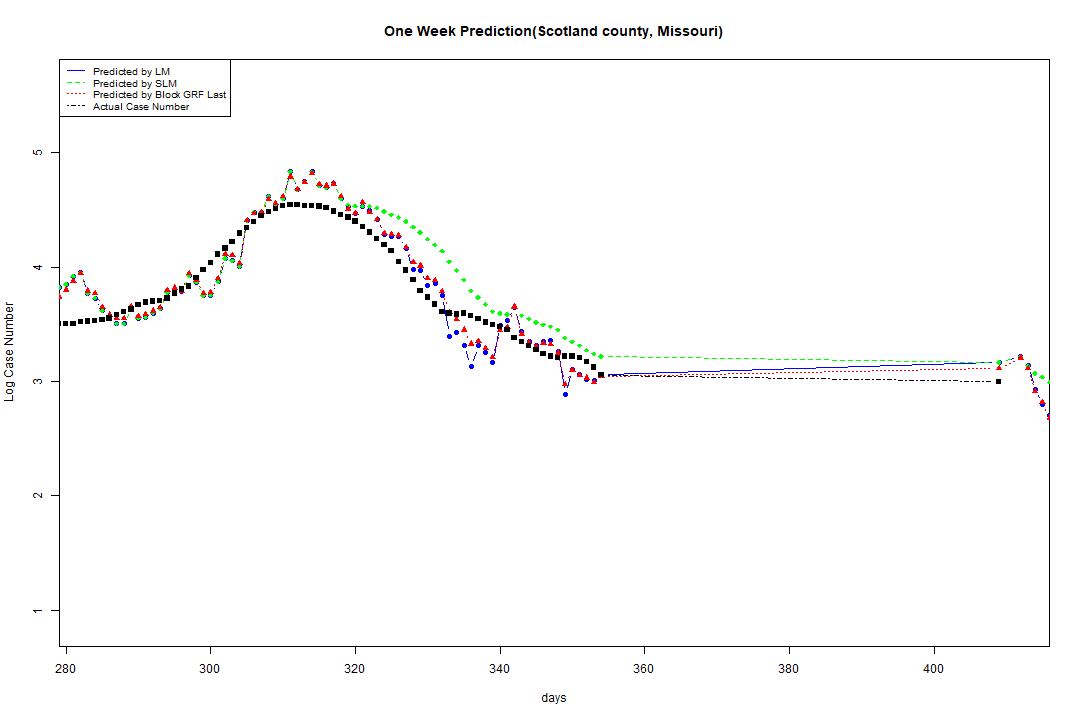 One Week Prediction(Scotland county, Missouri)
Predicted by LM
Predicted by SLM
Predicted by Block GRF Last
Actual Case Number
5
4
3
2
1
Log Case Number
280 300 320 340 360 380 400
days